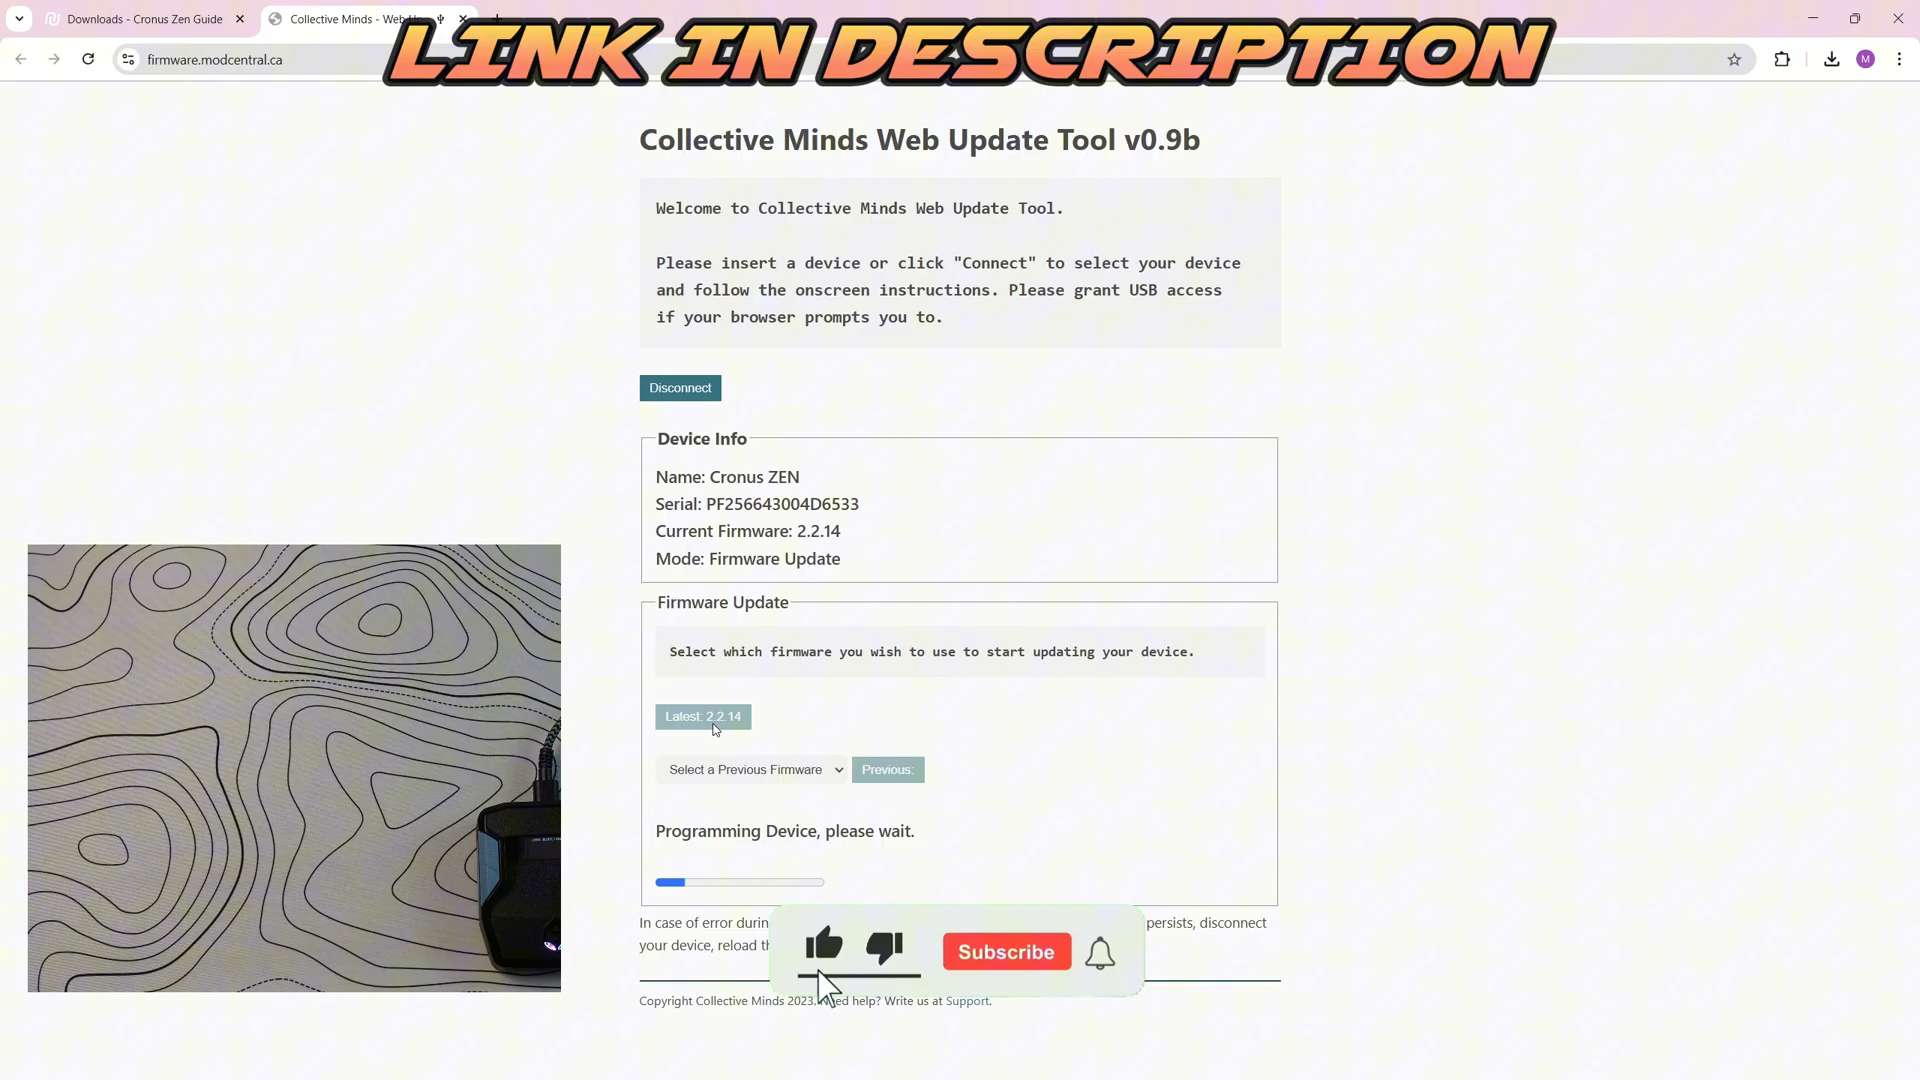 Downloads - Cronus Zen Guide
Collective Minds - Web
firmware.modcentral.ca
M
LINK IN DESCRIPTION
Collective Minds Web Update Tool v0.9b
Welcome to Collective Minds Web Update Tool.
Please insert a device or click "Connect" to select your device
and follow the onscreen instructions. Please grant USB access
if your browser prompts you to.
Disconnect
Device Info
Name: Cronus ZEN
Serial: PF256643004D6533
Current Firmware: 2.2.14
Mode: Firmware Update
Firmware Update
Select which firmware you wish to use to start updating your device.
Latest: 2.2.14
Select a Previous Firmware
Previous:
Programming Device, please wait.
In case of error persists, disconnect
your device, reload
Subscribe
Copyright Collective Minds 2023. help? Write us at Support.